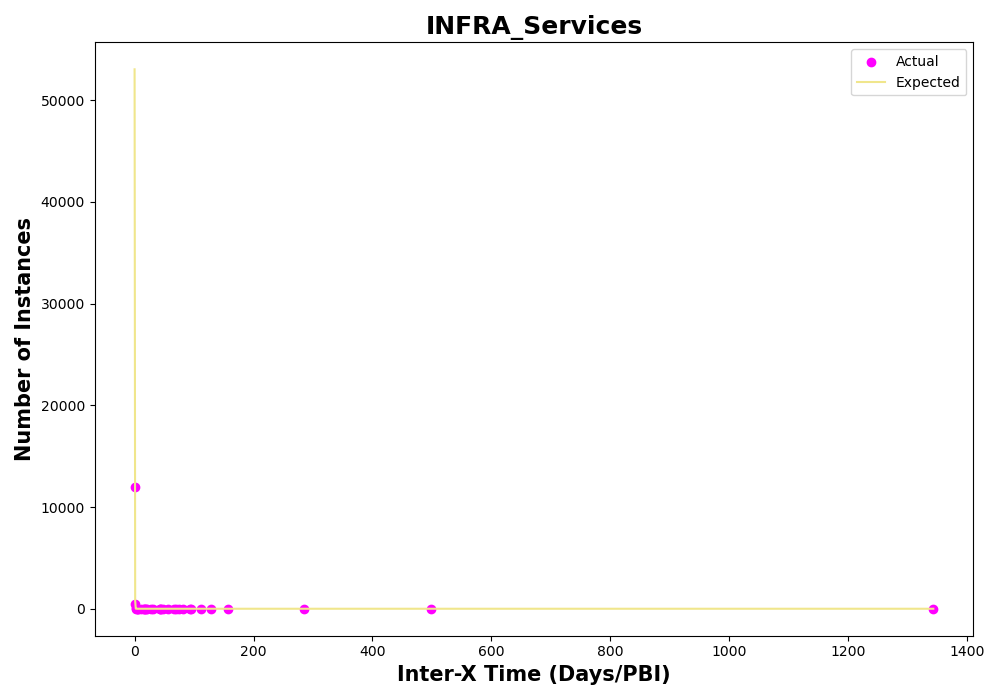 INFRA_Services
Actual
Expected
Number of Instances
50000
40000
30000
20000
10000
0
0 200 400 600 800 1000 1200 1400
Inter-X Time (Days/PBI)